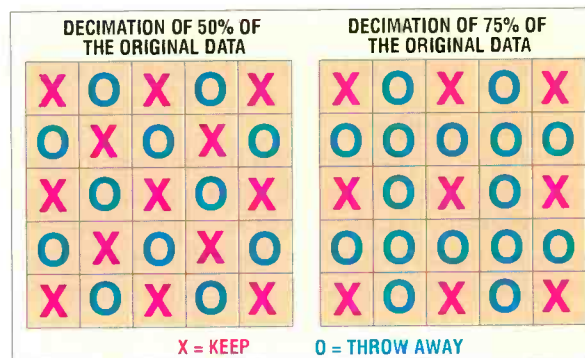 DECIMATION OF 50% OF
THE ORIGINAL DATA
X O X O X
O X O X O
X O X O X
O X O X O
X O X O X
DECIMATION OF 75% OF
THE ORIGINAL DATA
X O X O X
O O O O O
X O X O X
O O O O O
X O X O X
X = KEEP
O = THROW AWAY